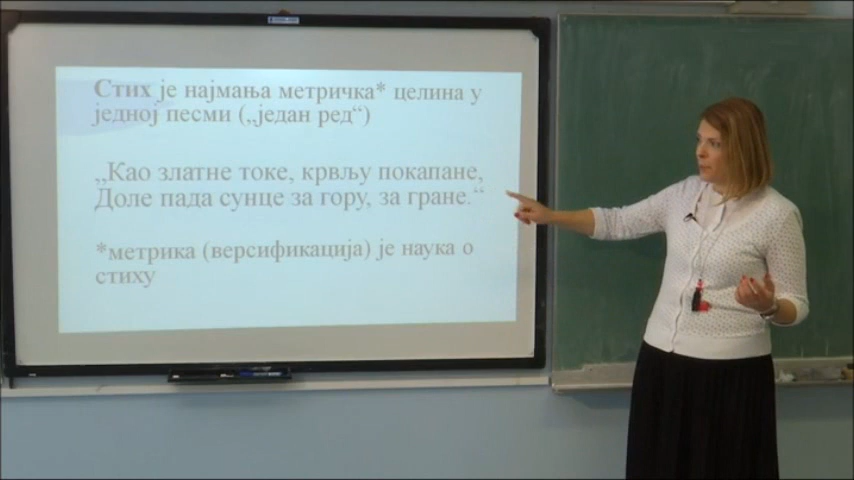 Стих је најмања метричка* целина у
једној песми („један ред“)
„Као златне токе, крвљу покапане,
Доле пада сунце за гору, за гране.“
*метрика (версификација) је наука о
стиху